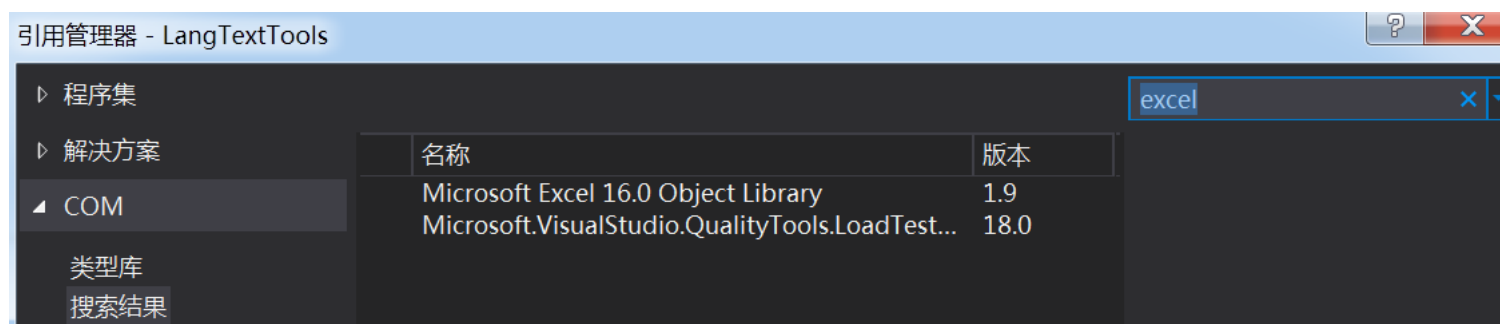 引用管理器 - LangTextTools
程序集
excel
解决方案
名称 版本
Microsoft Excel 16.0 Object Library 1.9
COM
Microsoft.VisualStudio.QualityTools.LoadTest... 18.0
类型库
搜索结果